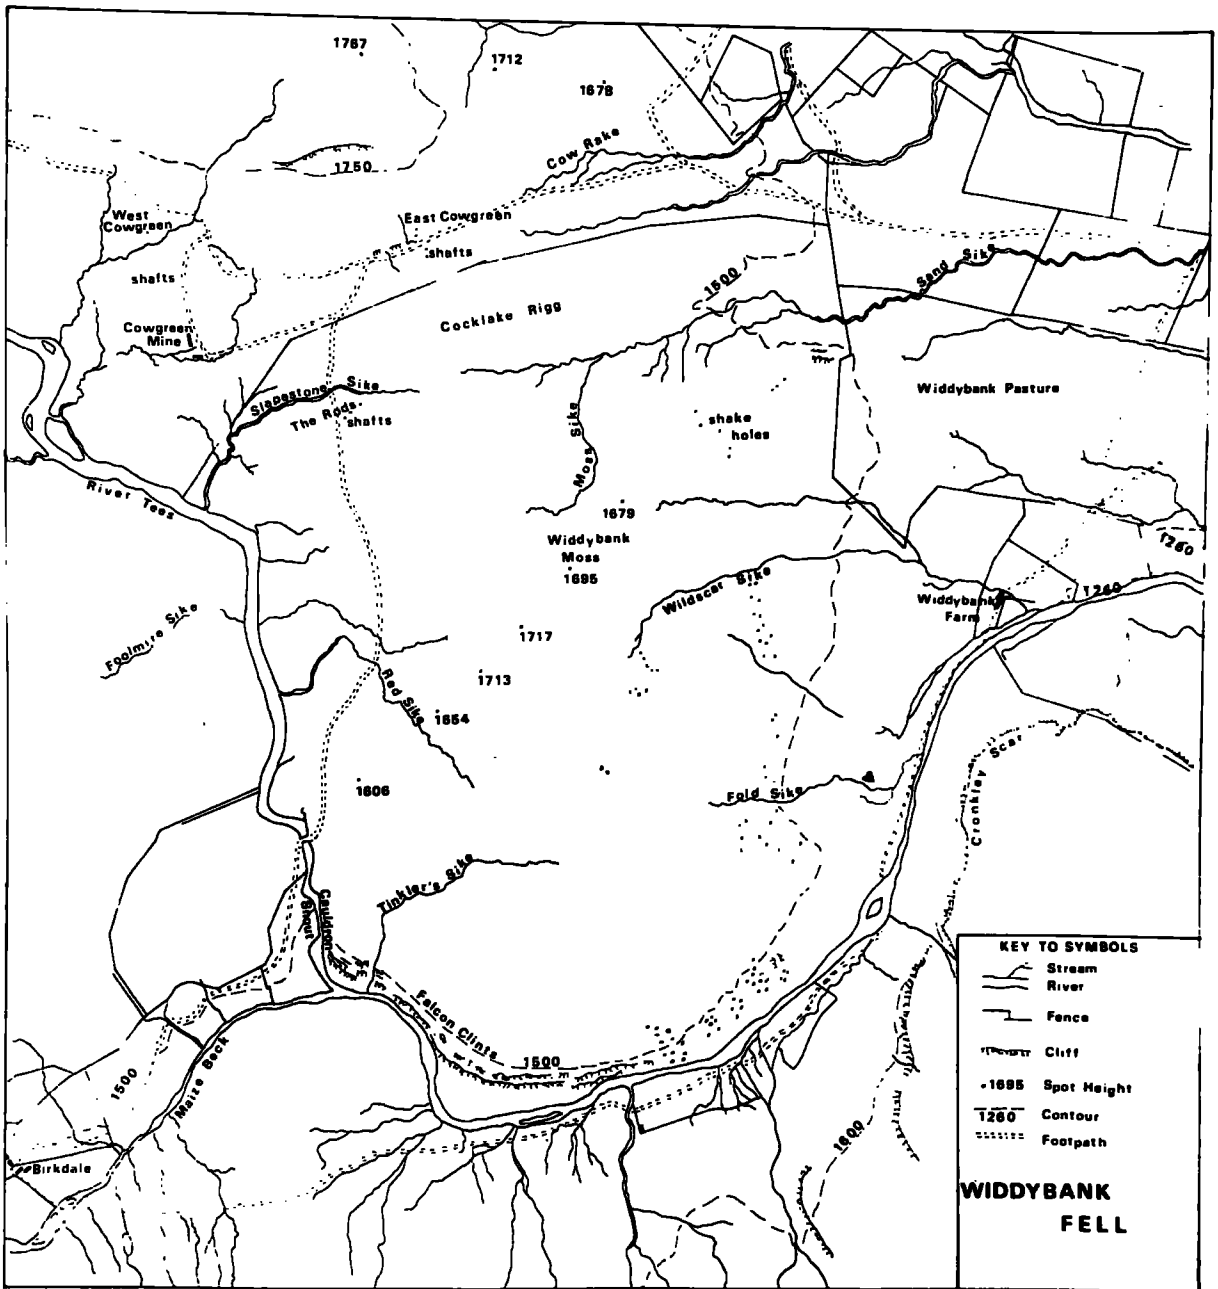 1767
1712
1678
Cow Rake
1750
West
Cowgreen
East Cowgreen
shafts
shafts
Sand Sike
1500
Cocklake Rigg
Cowgreen
Mine
Slapestone Sike
The Rods
shafts
Moss Sike
Widdybank Pasture
shake
holes
River Tees
1679
Widdybank
Moss
1695
1260
Wildscar Sike
1260
Widdybank
Farm
Foolmire Sike
1717
1713
Red Sike
1654
Cronkley Scar
1606
Fold Sike
Tinkler's Sike
Cauldron
Snout
Falcon Clints
1500
1500
Maize Beck
1600
Birkdale
KEY TO SYMBOLS
Stream
River
Fence
Cliff
1695 Spot Height
1260 Contour
Footpath
WIDDYBANK
FELL